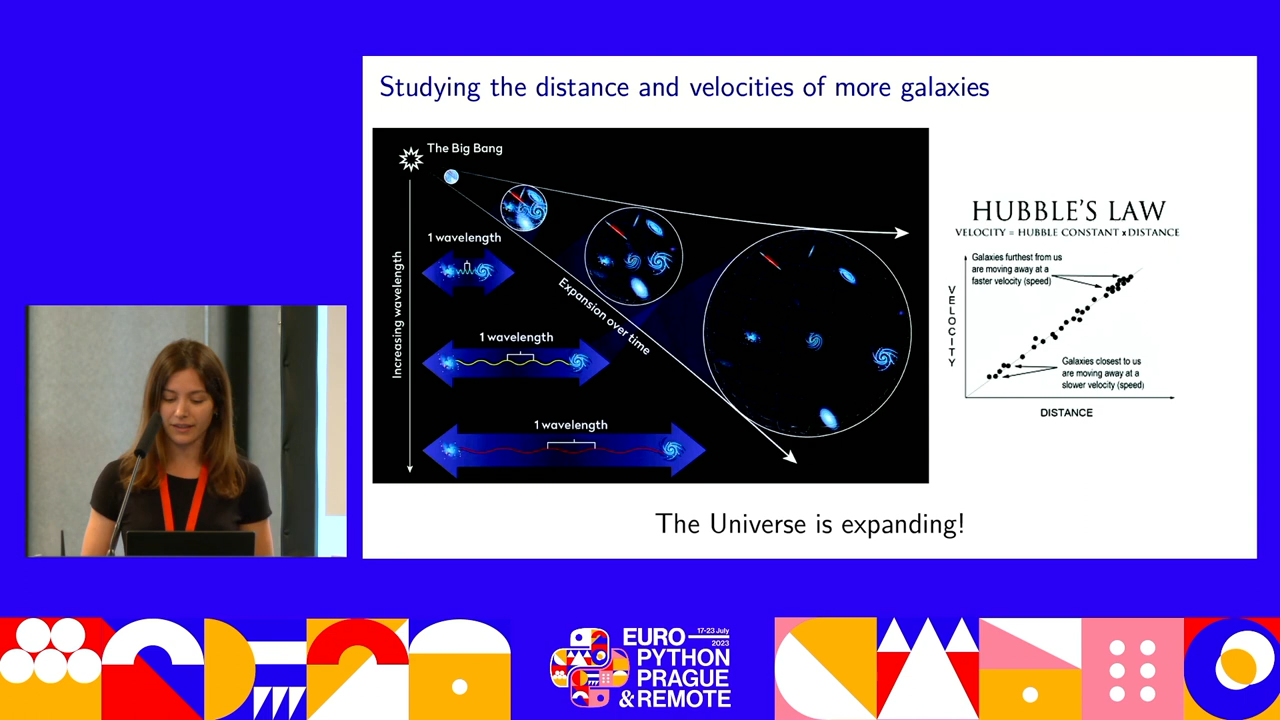 Studying the distance and velocities of more galaxies
The Big Bang
1 wavelength
Increasing wavelength
Expansion over time
1 wavelength
1 wavelength
HUBBLE'S LAW
VELOCITY = HUBBLE CONSTANT x DISTANCE
Galaxies furthest from us
are moving away at a
faster velocity (speed)
VELOCITY
Galaxies closest to us
are moving away at a
slower velocity (speed)
DISTANCE
The Universe is expanding!
EURO
17-23 July
2023
PYTHON
PRAGUE
& REMOTE